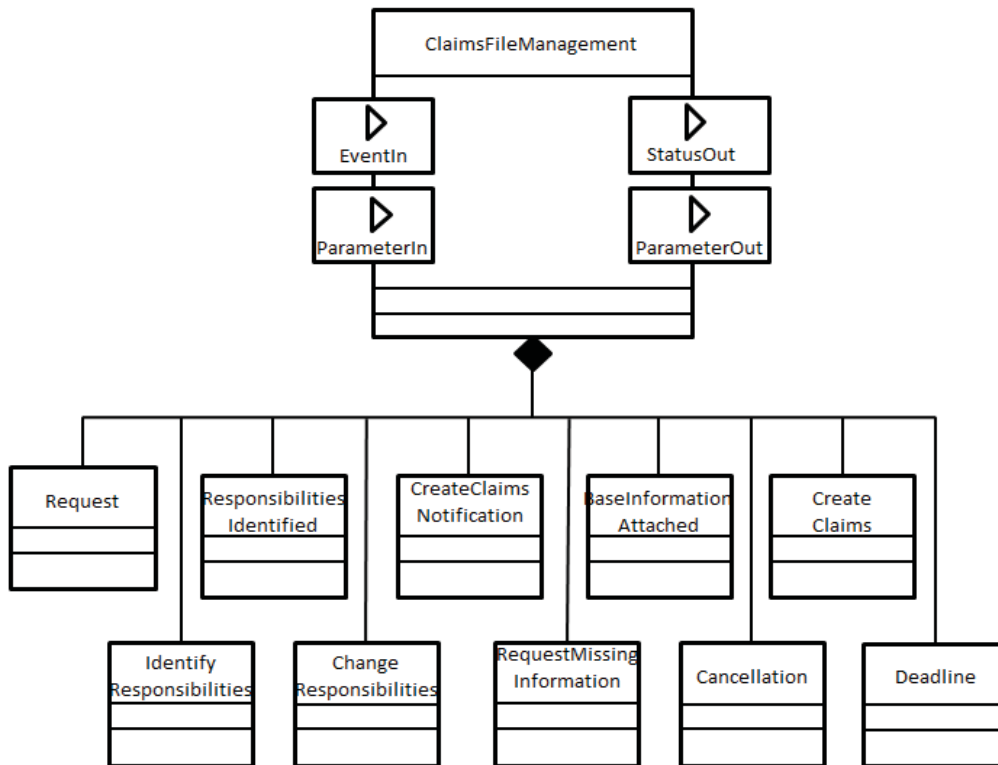 ClaimsFileManagement
EventIn
StatusOut
ParameterIn
ParameterOut
Request
Responsibilities
Identified
CreateClaims
Notification
BaseInformation
Attached
Create
Claims
Identify
Responsibilities
Change
Responsibilities
RequestMissing
Information
Cancellation
Deadline